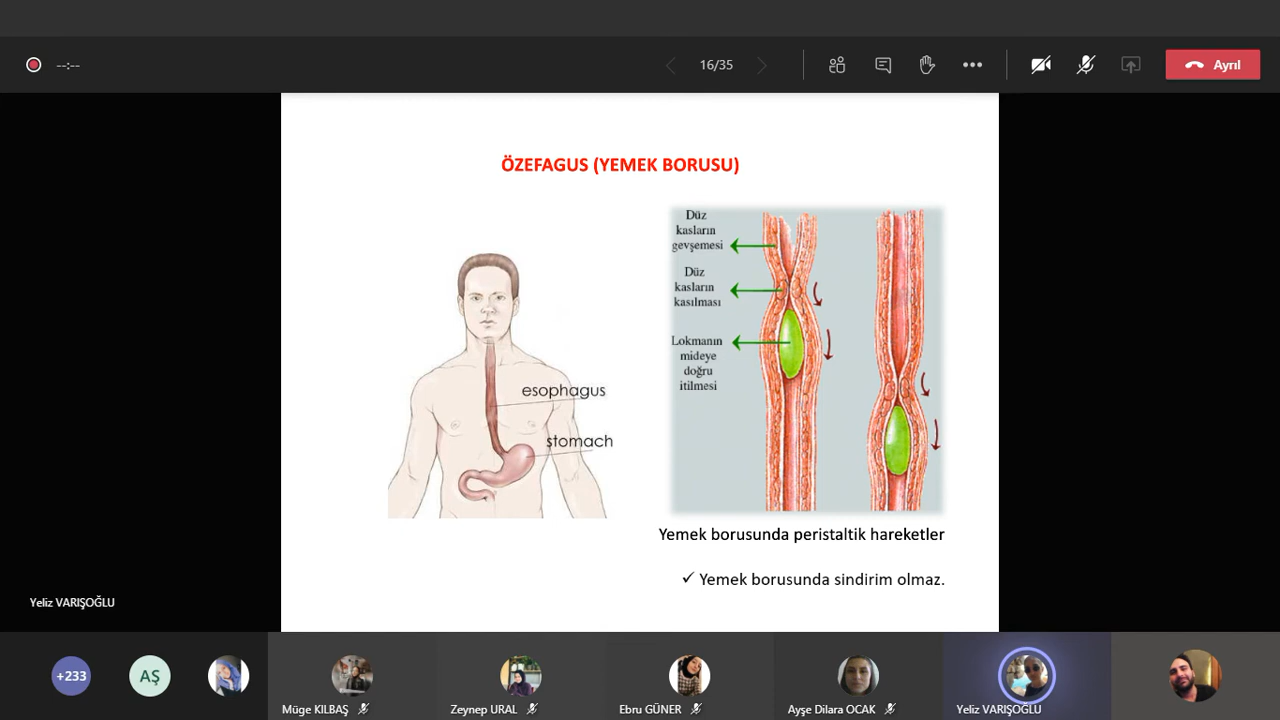 --:--
16/35
Ayrıl
ÖZEFAGUS (YEMEK BORUSU)
esophagus
stomach
Düz
kasların
gevşemesi
Düz
kasların
kasılması
Lokmanın
mideye
doğru
itilmesi
Yemek borusunda peristaltik hareketler
✓ Yemek borusunda sindirim olmaz.
Yeliz VARIŞOĞLU
+233
AŞ
Müge KILBAŞ
Zeynep URAL
Ebru GÜNER
Ayşe Dilara OCAK
Yeliz VARIŞOĞLU